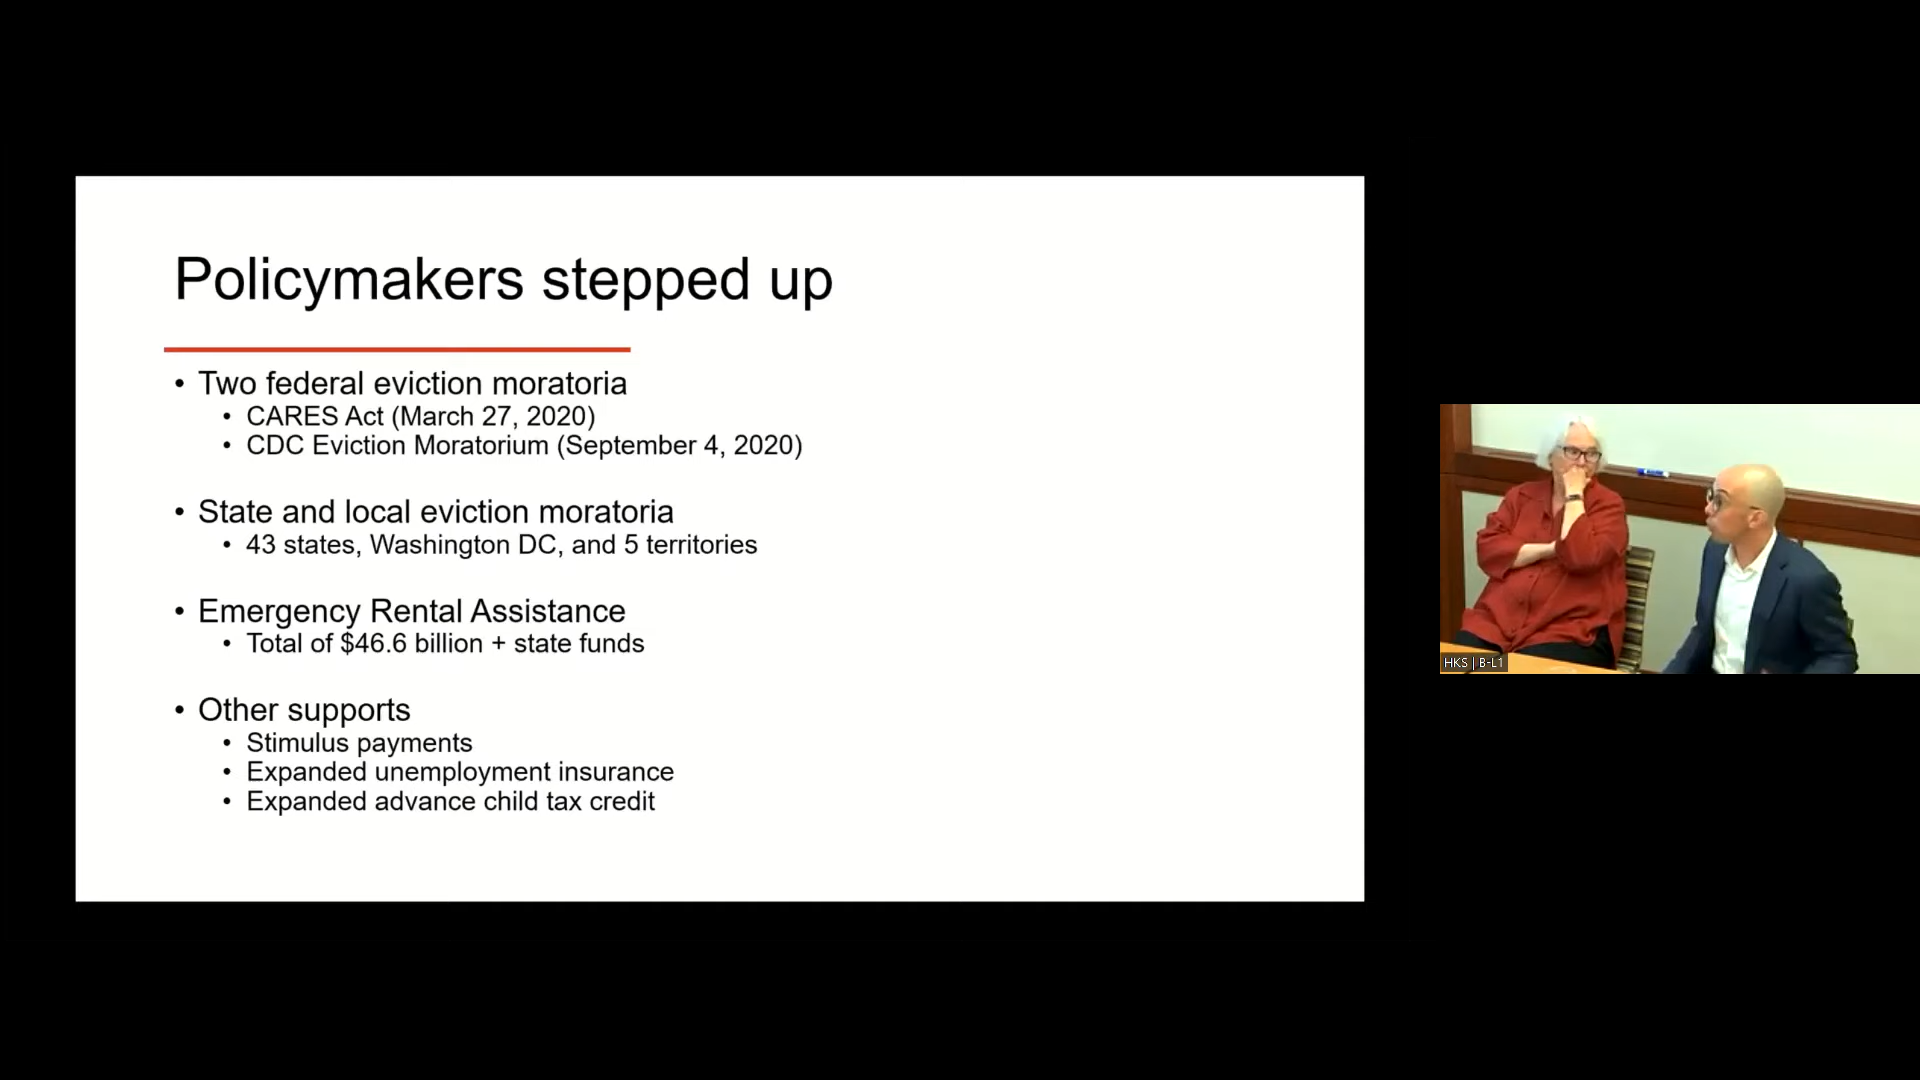 Policymakers stepped up
• Two federal eviction moratoria
• CARES Act (March 27, 2020)
• CDC Eviction Moratorium (September 4, 2020)
• State and local eviction moratoria
• 43 states, Washington DC, and 5 territories
• Emergency Rental Assistance
• Total of $46.6 billion + state funds
• Other supports
• Stimulus payments
• Expanded unemployment insurance
• Expanded advance child tax credit
HKS | B-L1